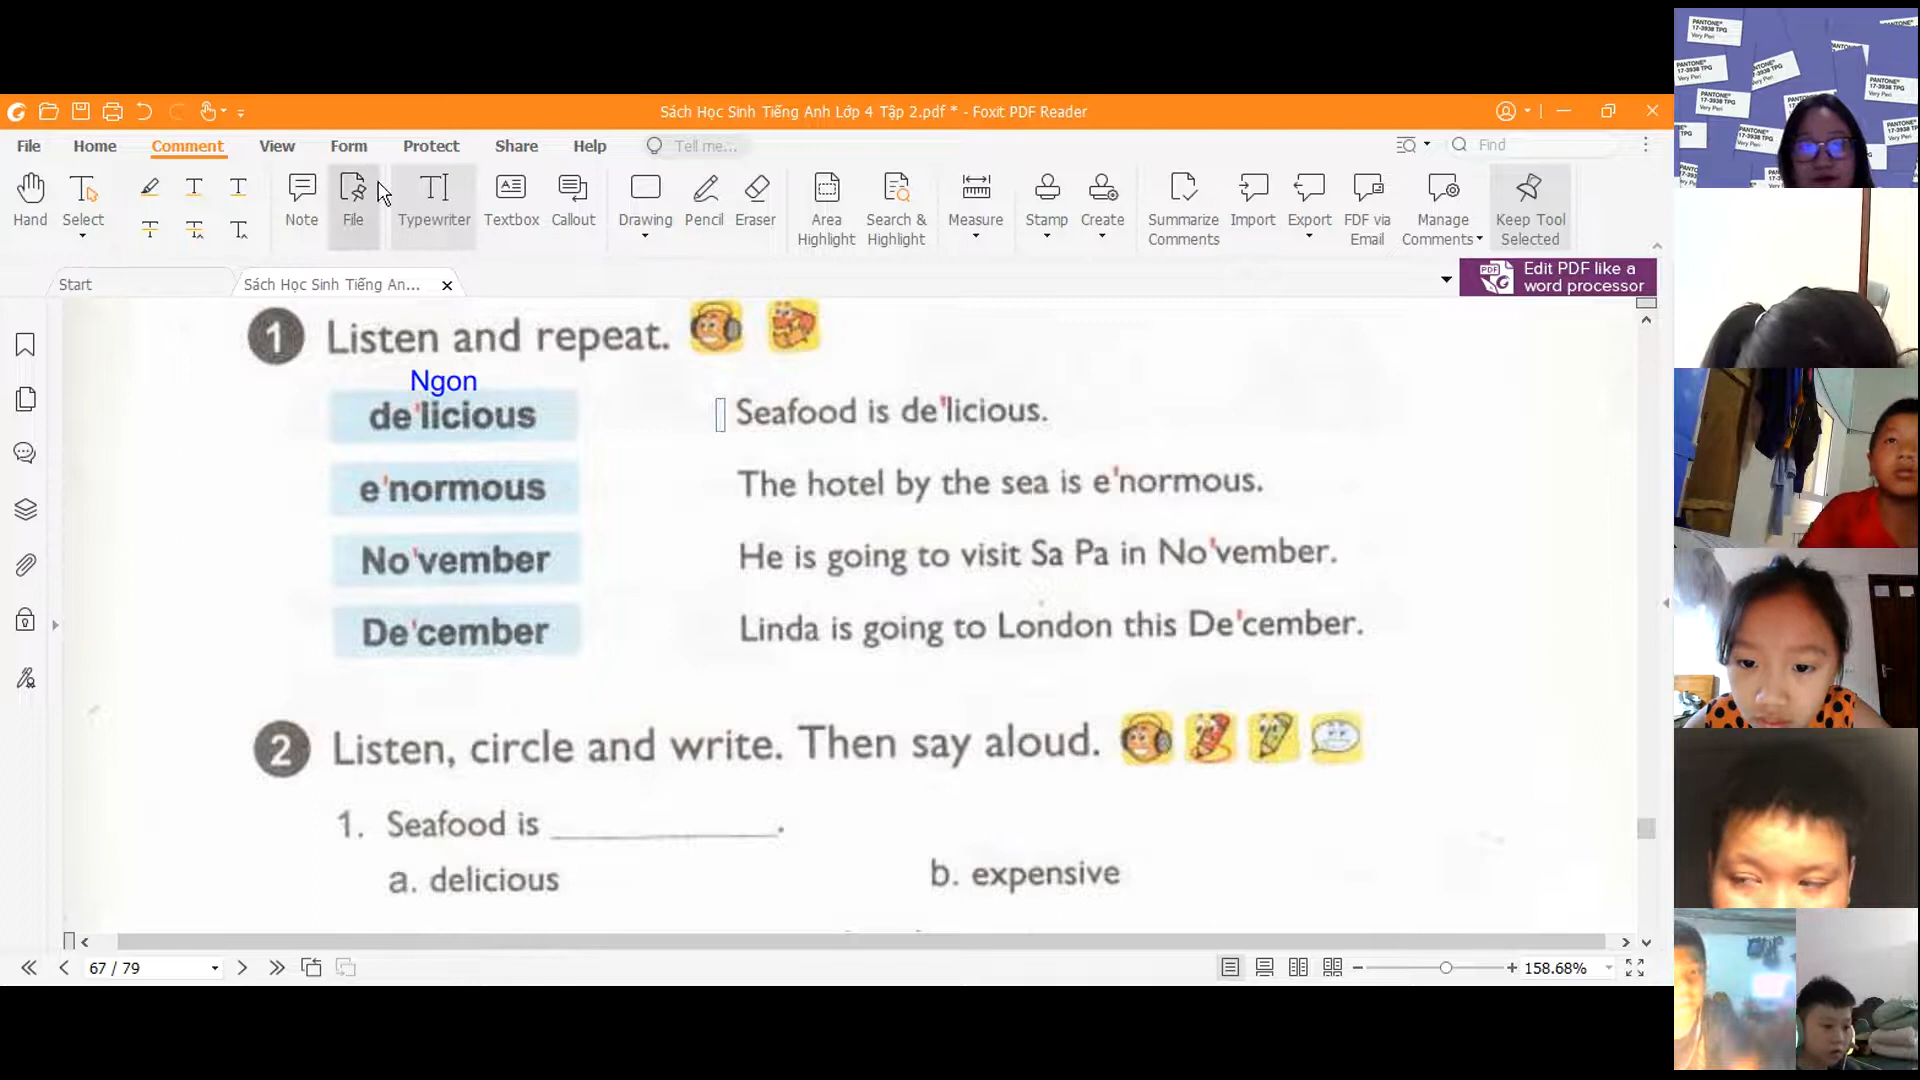 Sách Học Sinh Tiếng Anh Lớp 4 Tập 2.pdf * - Foxit PDF Reader
File Home Comment View Form Protect Share Help Tell me... Find
Hand Select Note File Typewriter Textbox Callout Drawing Pencil Eraser Area Highlight Search & Highlight Measure Stamp Create Summarize Comments Import Export FDF via Email Manage Comments Keep Tool Selected
Start Sách Học Sinh Tiếng An...
Edit PDF like a
word processor
1 Listen and repeat.
Ngon
de'licious Seafood is de'licious.
e'normous The hotel by the sea is e'normous.
No'vember He is going to visit Sa Pa in No'vember.
De'cember Linda is going to London this De'cember.
2 Listen, circle and write. Then say aloud.
1. Seafood is ____________.
a. delicious b. expensive
67 / 79 158.68%
PANTONE®
17-3938 TPG
Very Peri